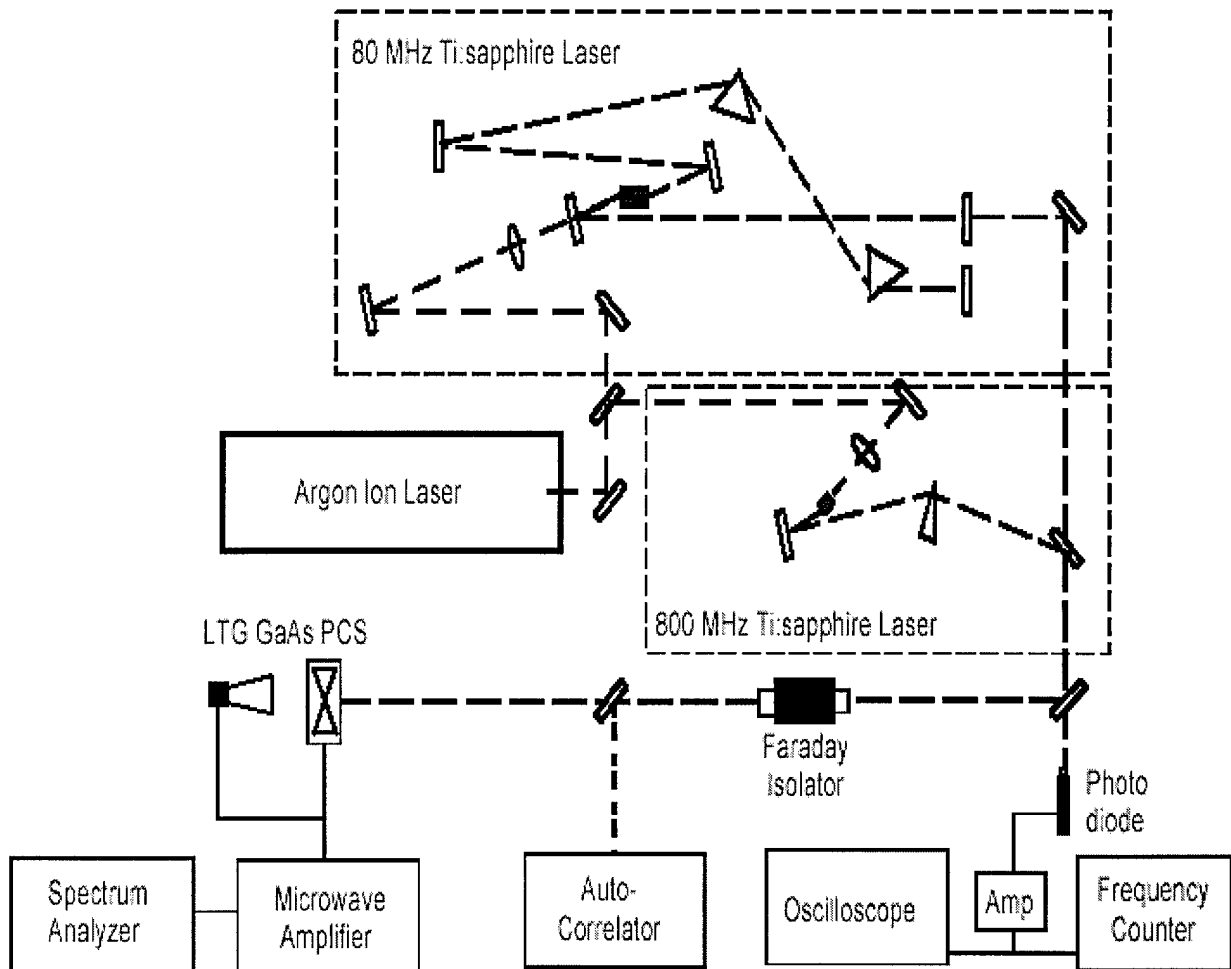 80 MHz Ti:sapphire Laser
Argon Ion Laser
800 MHz Ti:sapphire Laser
LTG GaAs PCS
Faraday
Isolator
Photo
diode
Spectrum
Analyzer
Microwave
Amplifier
Auto-
Correlator
Oscilloscope
Amp
Frequency
Counter